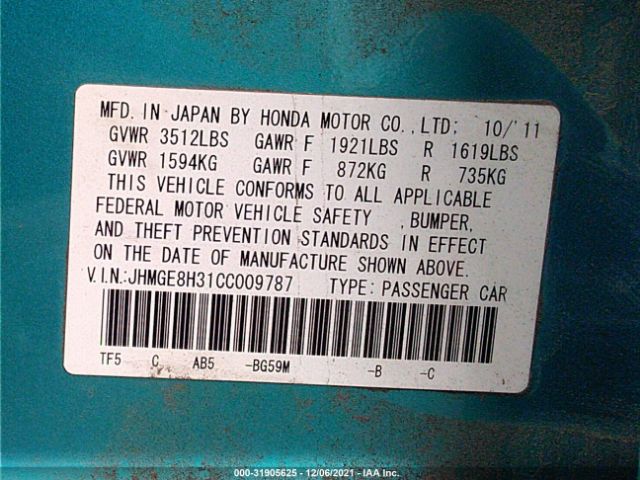 MFD. IN JAPAN BY HONDA MOTOR CO.,LTD: 10/'11
GVWR 3512LBS GAWR F 1921LBS R 1619LBS
GVWR 1594KG GAWR F 872KG R 735KG
THIS VEHICLE CONFORMS TO ALL APPLICABLE
FEDERAL MOTOR VEHICLE SAFETY ,BUMPER,
AND THEFT PREVENTION STANDARDS IN EFFECT
ON THE DATE OF MANUFACTURE SHOWN ABOVE.
V.I.N.:JHMGE8H31CC009787 TYPE: PASSENGER CAR
TF5 C AB5 -BG59M -B -C
000-31905625 - 12/06/2021 - IAA Inc.